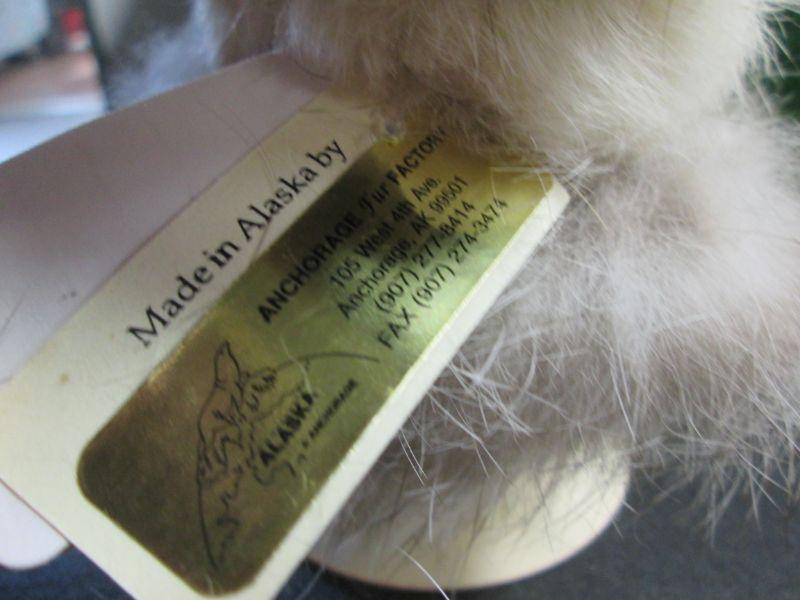 Made in Alaska by
ANCHORAGE Fur FACTORY
105 West 4th Ave.
Anchorage, AK 99501
(907) 277-8414
FAX (907) 274-3474
ALASKA
ANCHORAGE